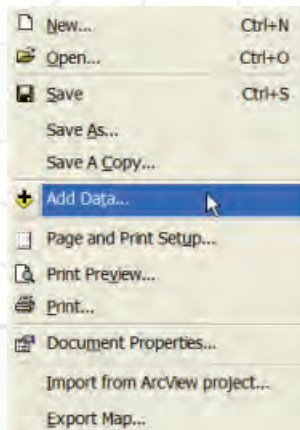 New... Ctrl+N
Open... Ctrl+O
Save Ctrl+S
Save As...
Save A Copy...
Add Data...
Page and Print Setup...
Print Preview...
Print...
Document Properties...
Import from ArcView project...
Export Map...